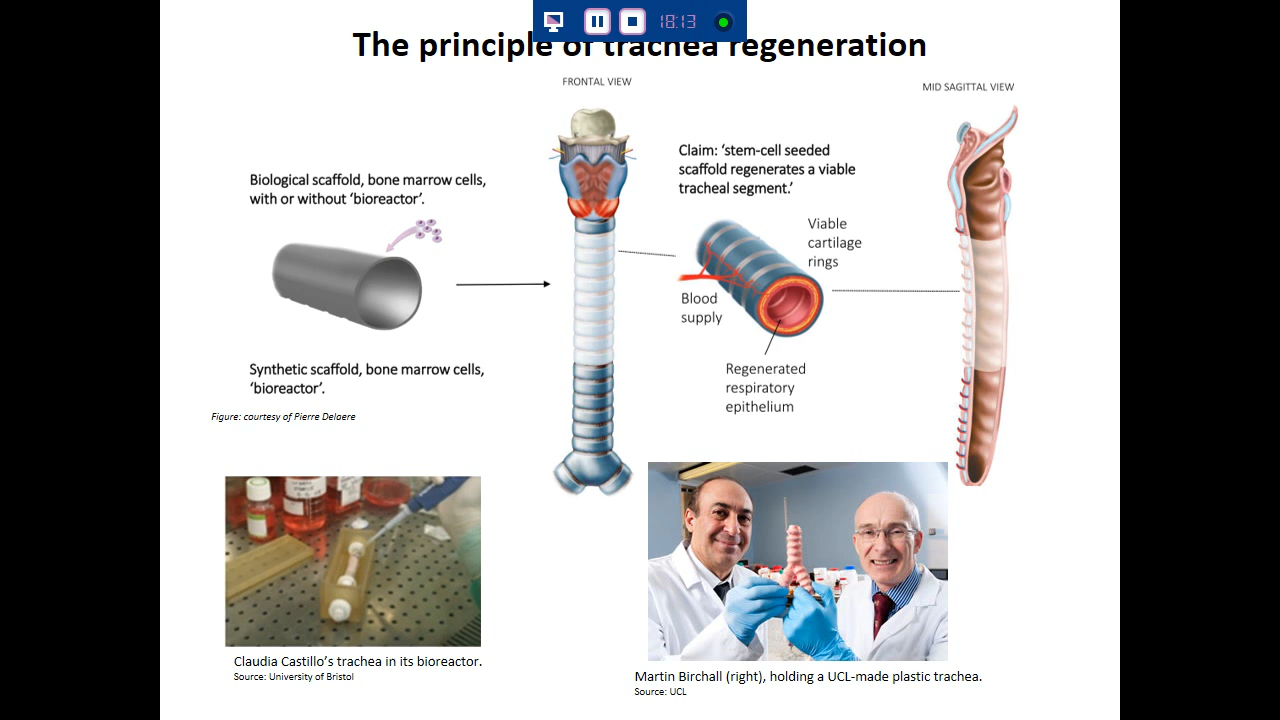 18:13
The principle of trachea regeneration
FRONTAL VIEW
MID SAGITTAL VIEW
Biological scaffold, bone marrow cells,
with or without ‘bioreactor’.
Claim: ‘stem-cell seeded
scaffold regenerates a viable
tracheal segment.’
Viable
cartilage
rings
Blood
supply
Regenerated
respiratory
epithelium
Synthetic scaffold, bone marrow cells,
‘bioreactor’.
Figure: courtesy of Pierre Delaere
Claudia Castillo’s trachea in its bioreactor.
Source: University of Bristol
Martin Birchall (right), holding a UCL-made plastic trachea.
Source: UCL